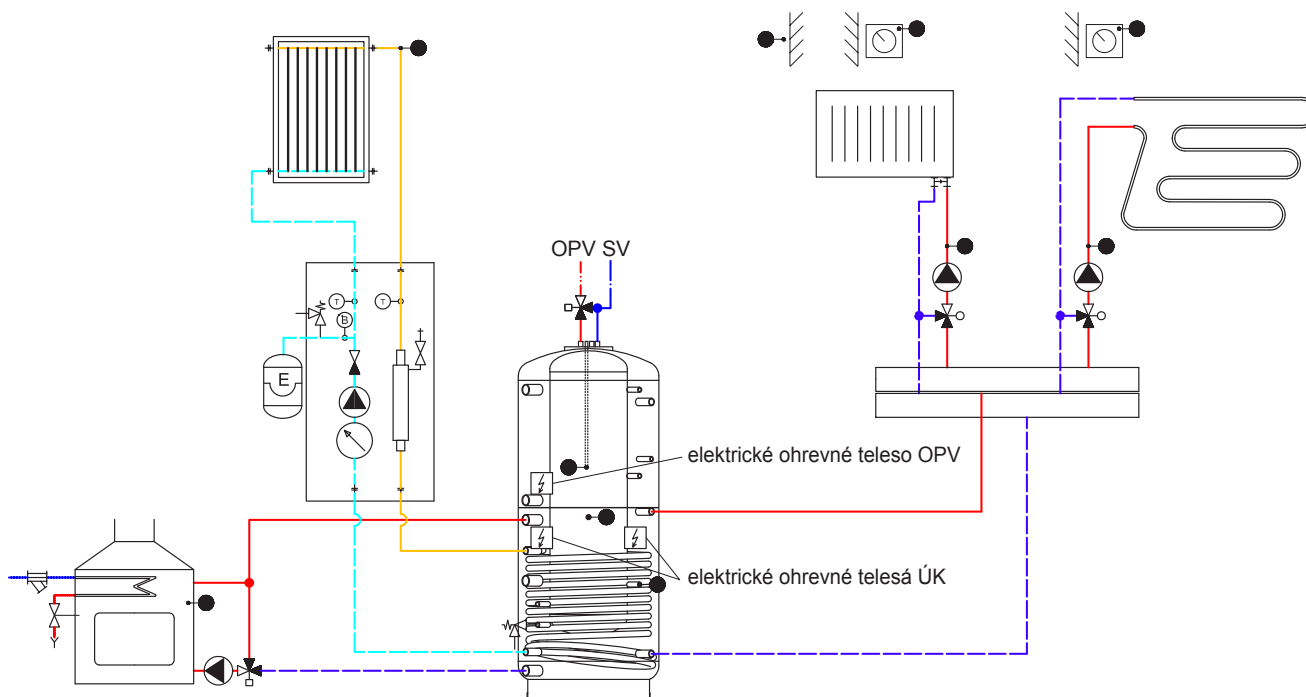 OPV SV
T
T
B
E
elektrické ohrevné teleso OPV
elektrické ohrevné telesá ÚK